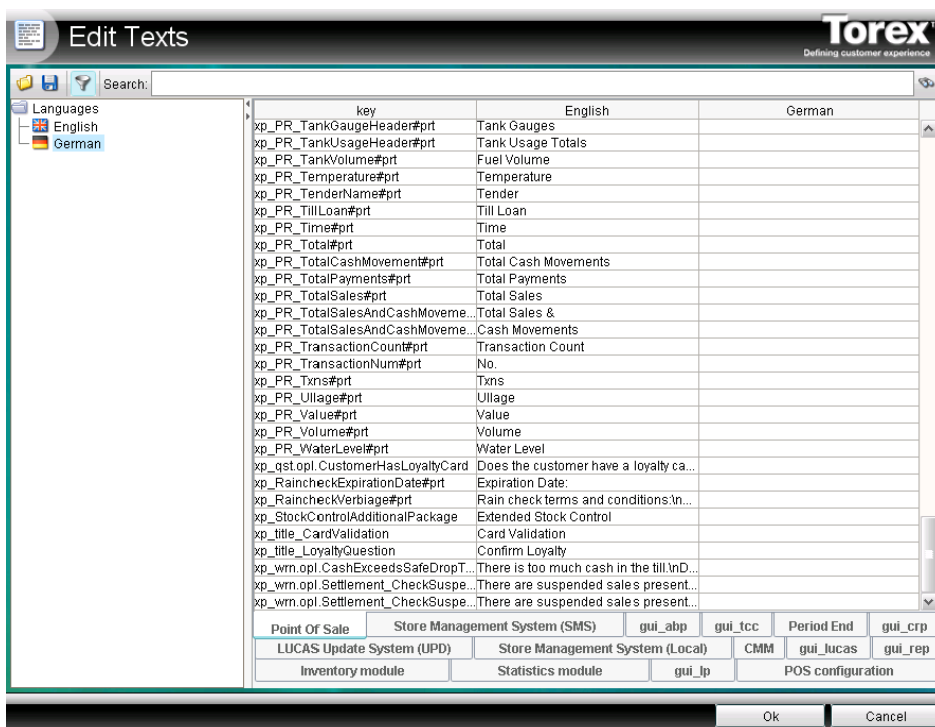 Edit Texts
Torex
Defining customer experience
Search:
Languages
English
German
key English German
xp_PR_TankGaugeHeader#prt Tank Gauges
xp_PR_TankUsageHeader#prt Tank Usage Totals
xp_PR_TankVolume#prt Fuel Volume
xp_PR_Temperature#prt Temperature
xp_PR_TenderName#prt Tender
xp_PR_TillLoan#prt Till Loan
xp_PR_Time#prt Time
xp_PR_Total#prt Total
xp_PR_TotalCashMovement#prt Total Cash Movements
xp_PR_TotalPayments#prt Total Payments
xp_PR_TotalSales#prt Total Sales
xp_PR_TotalSalesAndCashMoveme... Total Sales &
xp_PR_TotalSalesAndCashMoveme... Cash Movements
xp_PR_TransactionCount#prt Transaction Count
xp_PR_TransactionNum#prt No.
xp_PR_Txns#prt Txns
xp_PR_Ullage#prt Ullage
xp_PR_Value#prt Value
xp_PR_Volume#prt Volume
xp_PR_WaterLevel#prt Water Level
xp_qst.opl.CustomerHasLoyaltyCard Does the customer have a loyalty ca...
xp_RaincheckExpirationDate#prt Expiration Date:
xp_RaincheckVerbiage#prt Rain check terms and conditions:\n...
xp_StockControlAdditionalPackage Extended Stock Control
xp_title_CardValidation Card Validation
xp_title_LoyaltyQuestion Confirm Loyalty
xp_wrn.opl.CashExceedsSafeDropT... There is too much cash in the till.\nD...
xp_wrn.opl.Settlement_CheckSuspe... There are suspended sales present...
xp_wrn.opl.Settlement_CheckSuspe... There are suspended sales present...
Point Of Sale Store Management System (SMS) gui_abp gui_tcc Period End gui_crp
LUCAS Update System (UPD) Store Management System (Local) CMM gui_lucas gui_rep
Inventory module Statistics module gui_lp POS configuration
Ok Cancel